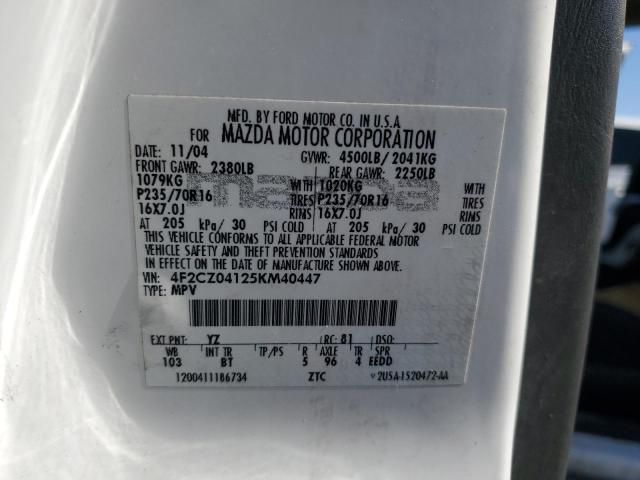 MFD. BY FORD MOTOR CO. IN U.S.A.
FOR MAZDA MOTOR CORPORATION
DATE: 11/04 GVWR: 4500LB/ 2041KG
FRONT GAWR: 2380LB REAR GAWR: 2250LB
1079KG WITH 1020KG WITH
P235/70R16 TIRES P235/70R16 TIRES
16X7.0J RINS 16X7.0J RINS
AT 205 kPa/ 30 PSI COLD AT 205 kPa/ 30 PSI COLD
THIS VEHICLE CONFORMS TO ALL APPLICABLE FEDERAL MOTOR
VEHICLE SAFETY AND THEFT PREVENTION STANDARDS
IN EFFECT ON THE DATE OF MANUFACTURE SHOWN ABOVE.
VIN: 4F2CZ04125KM40447
TYPE: MPV
EXT PNT: YZ RC: 81 DSO:
WB INT TR TP/PS R AXLE TR SPR
103 BT 5 96 4 EEDD
1200411186734 ZTC 2U5A-1520472-AA